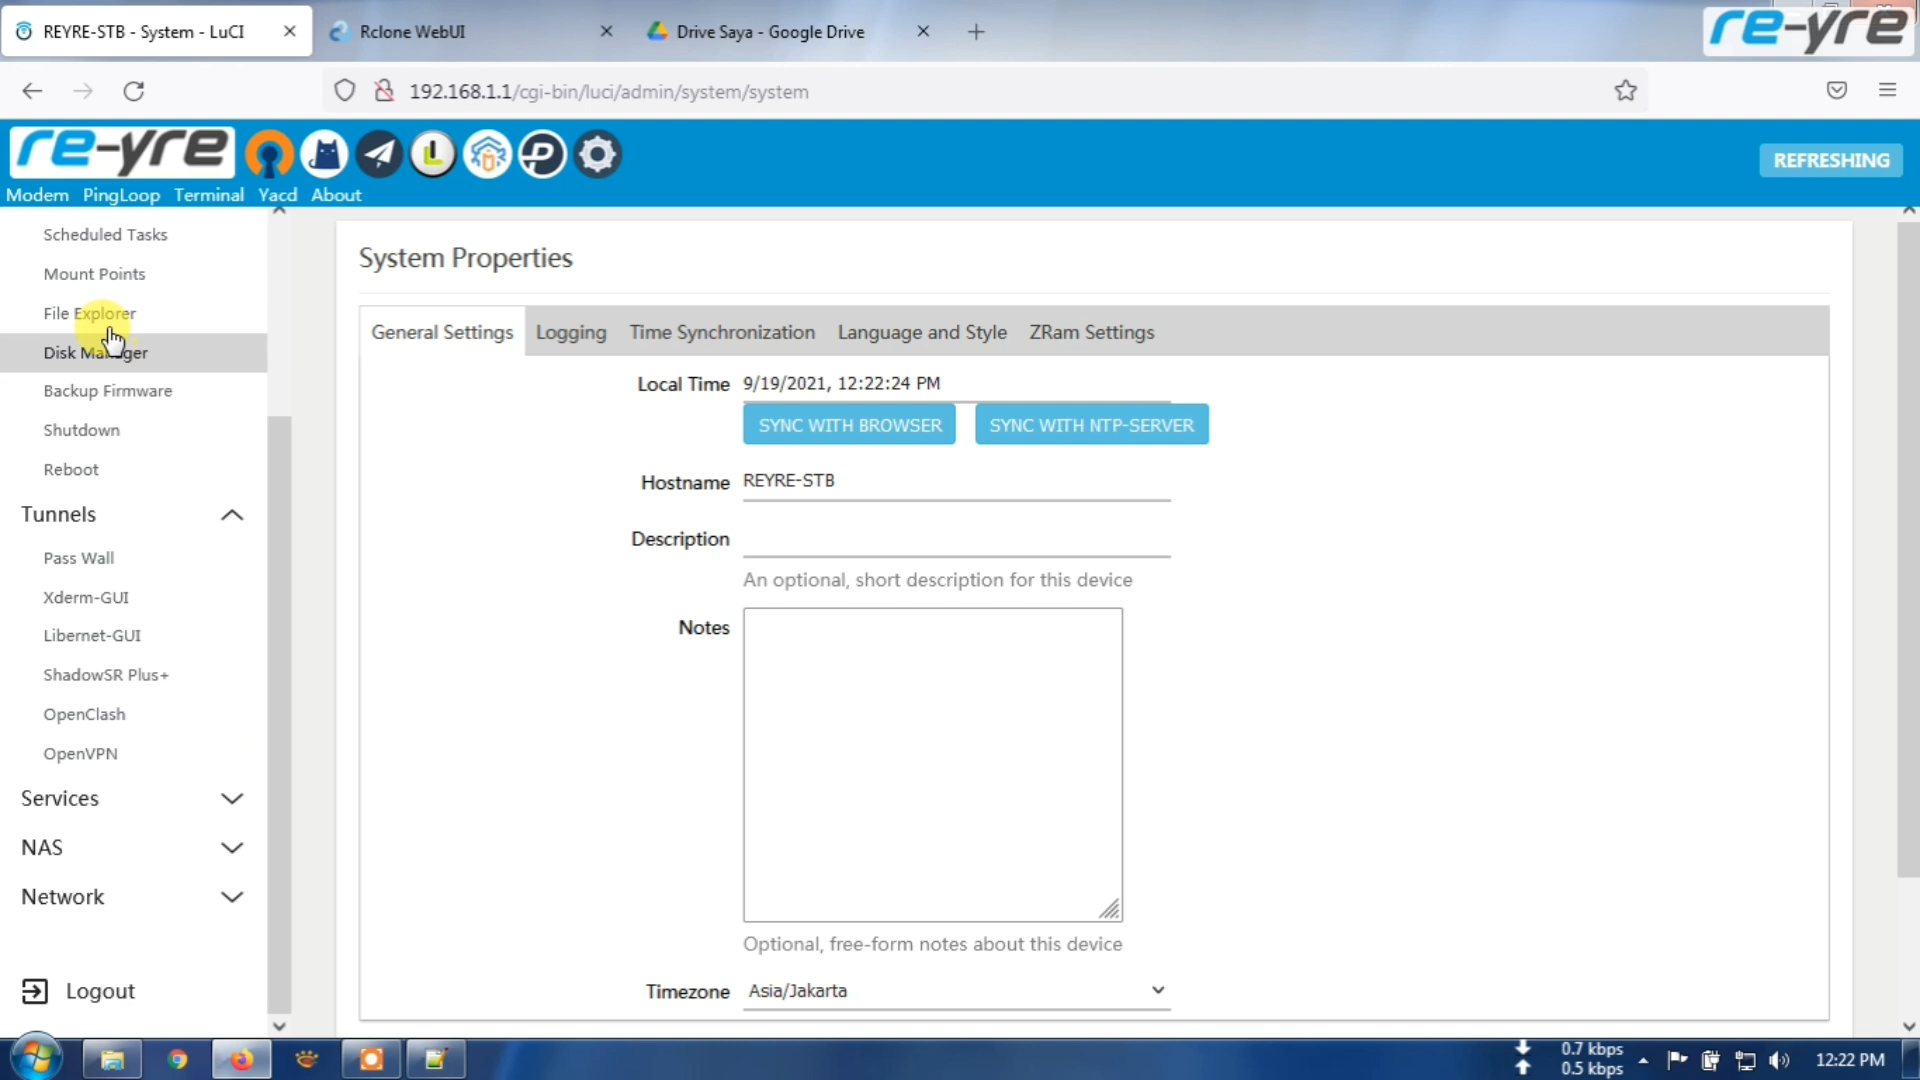 REYRE-STB - System - LuCI
Rclone WebUI
Drive Saya - Google Drive
re-yre
192.168.1.1/cgi-bin/luci/admin/system/system
re-yre
REFRESHING
Modem PingLoop Terminal Yacd About
Scheduled Tasks
Mount Points
File Explorer
Disk Manager
Backup Firmware
Shutdown
Reboot
Tunnels
Pass Wall
Xderm-GUI
Libernet-GUI
ShadowSR Plus+
OpenClash
OpenVPN
Services
NAS
Network
Logout
System Properties
General Settings Logging Time Synchronization Language and Style ZRam Settings
Local Time 9/19/2021, 12:22:24 PM
SYNC WITH BROWSER SYNC WITH NTP-SERVER
Hostname REYRE-STB
Description
An optional, short description for this device
Notes
Optional, free-form notes about this device
Timezone Asia/Jakarta
0.7 kbps
0.5 kbps
12:22 PM